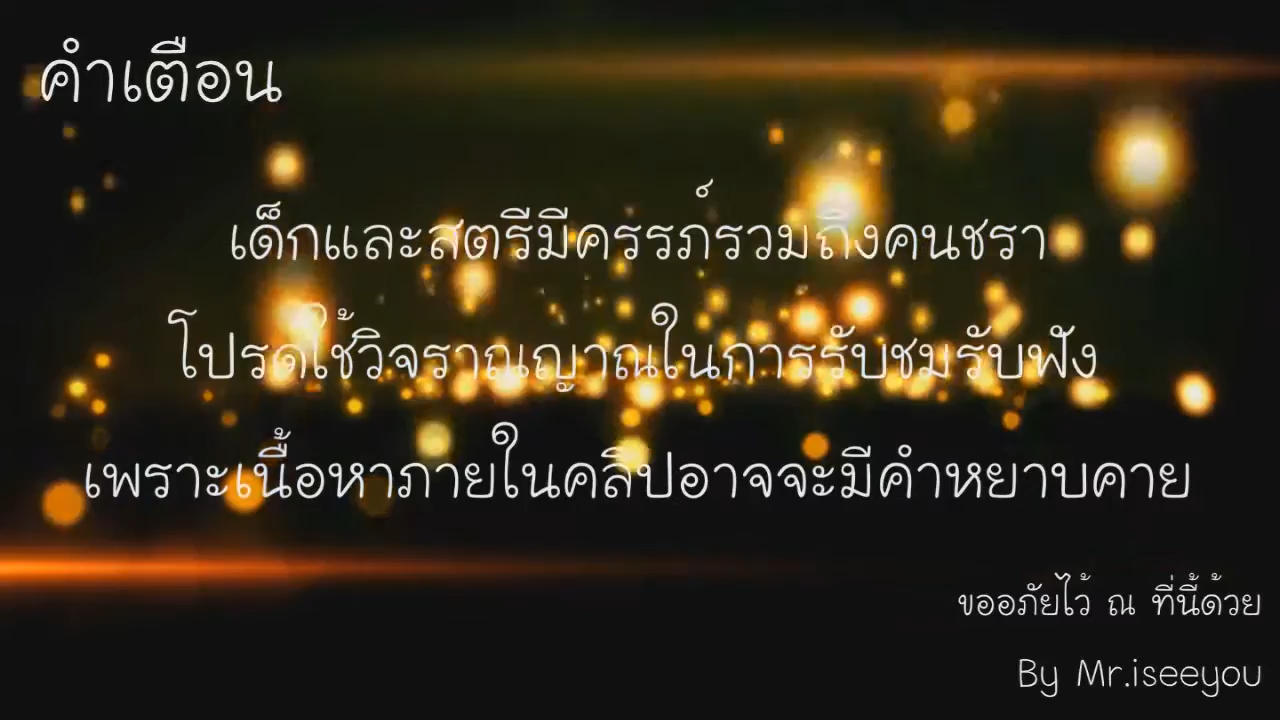 คำเตือน
เด็กและสตรีมีครรภ์รวมถึงคนชรา
โปรดใช้วิจราณญาณในการรับชมรับฟัง
เพราะเนื้อหาภายในคลิปอาจจะมีคำหยาบคาย
ขออภัยไว้ ณ ที่นี้ด้วย
By Mr.iseeyou